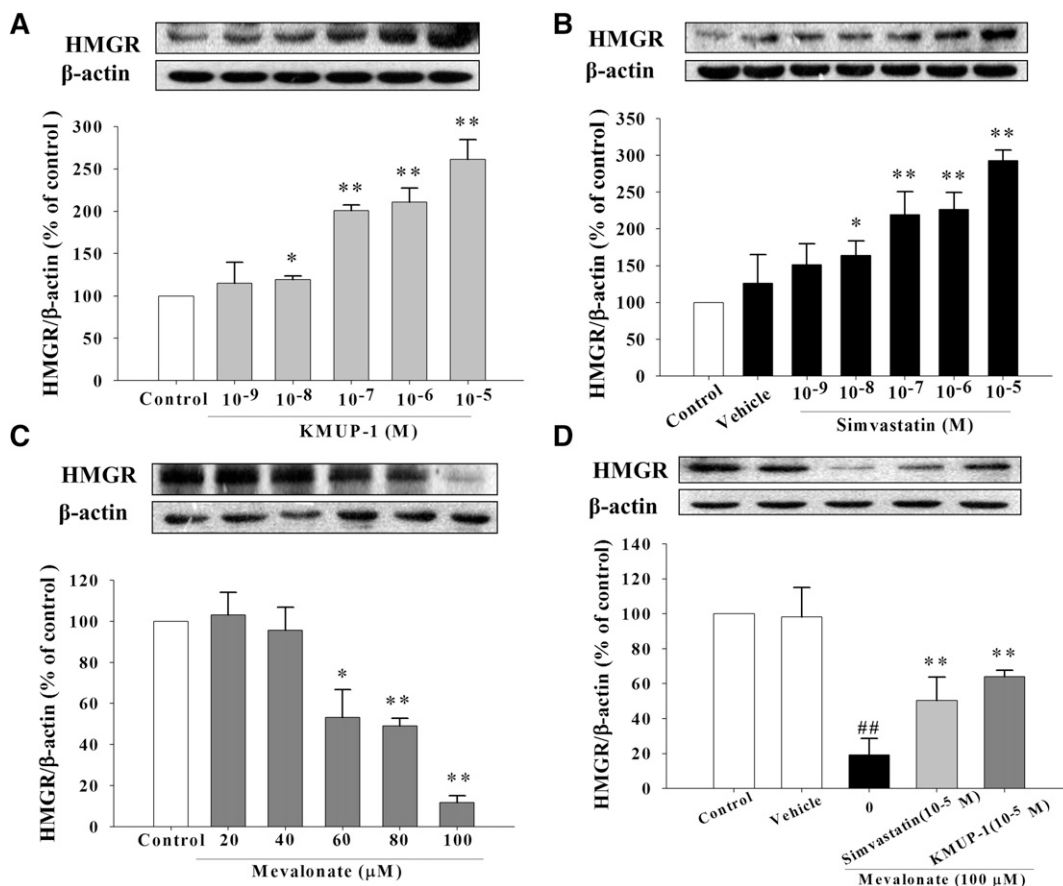 A
HMGR
β-actin
HMGR/β-actin (% of control)
300
250
200
150
100
50
0
*
**
**
**
Control 10-9 10-8 10-7 10-6 10-5
KMUP-1 (M)
B
HMGR
β-actin
HMGR/β-actin (% of control)
350
300
250
200
150
100
50
0
*
**
**
**
Control Vehicle 10-9 10-8 10-7 10-6 10-5
Simvastatin (M)
C
HMGR
β-actin
HMGR/β-actin (% of control)
120
100
80
60
40
20
0
*
**
**
Control 20 40 60 80 100
Mevalonate (μM)
D
HMGR
β-actin
HMGR/β-actin (% of control)
140
120
100
80
60
40
20
0
##
**
**
Control Vehicle 0 Simvastatin(10-5 M) KMUP-1(10-5 M)
Mevalonate (100 μM)